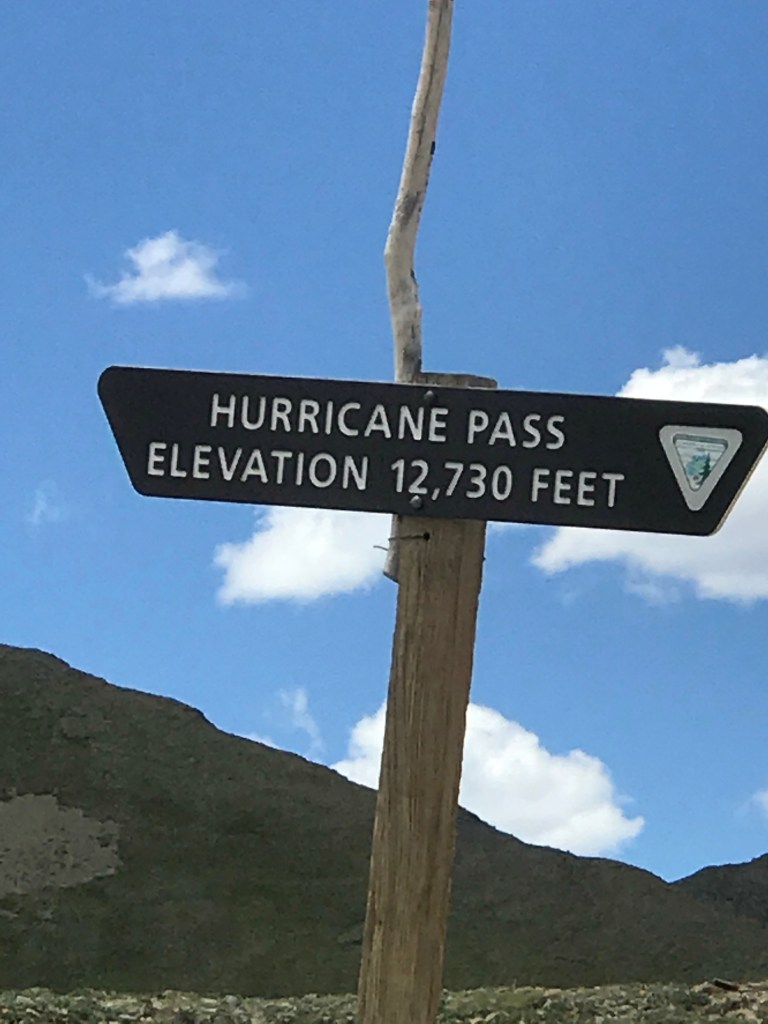 HURRICANE PASS
ELEVATION 12,730 FEET